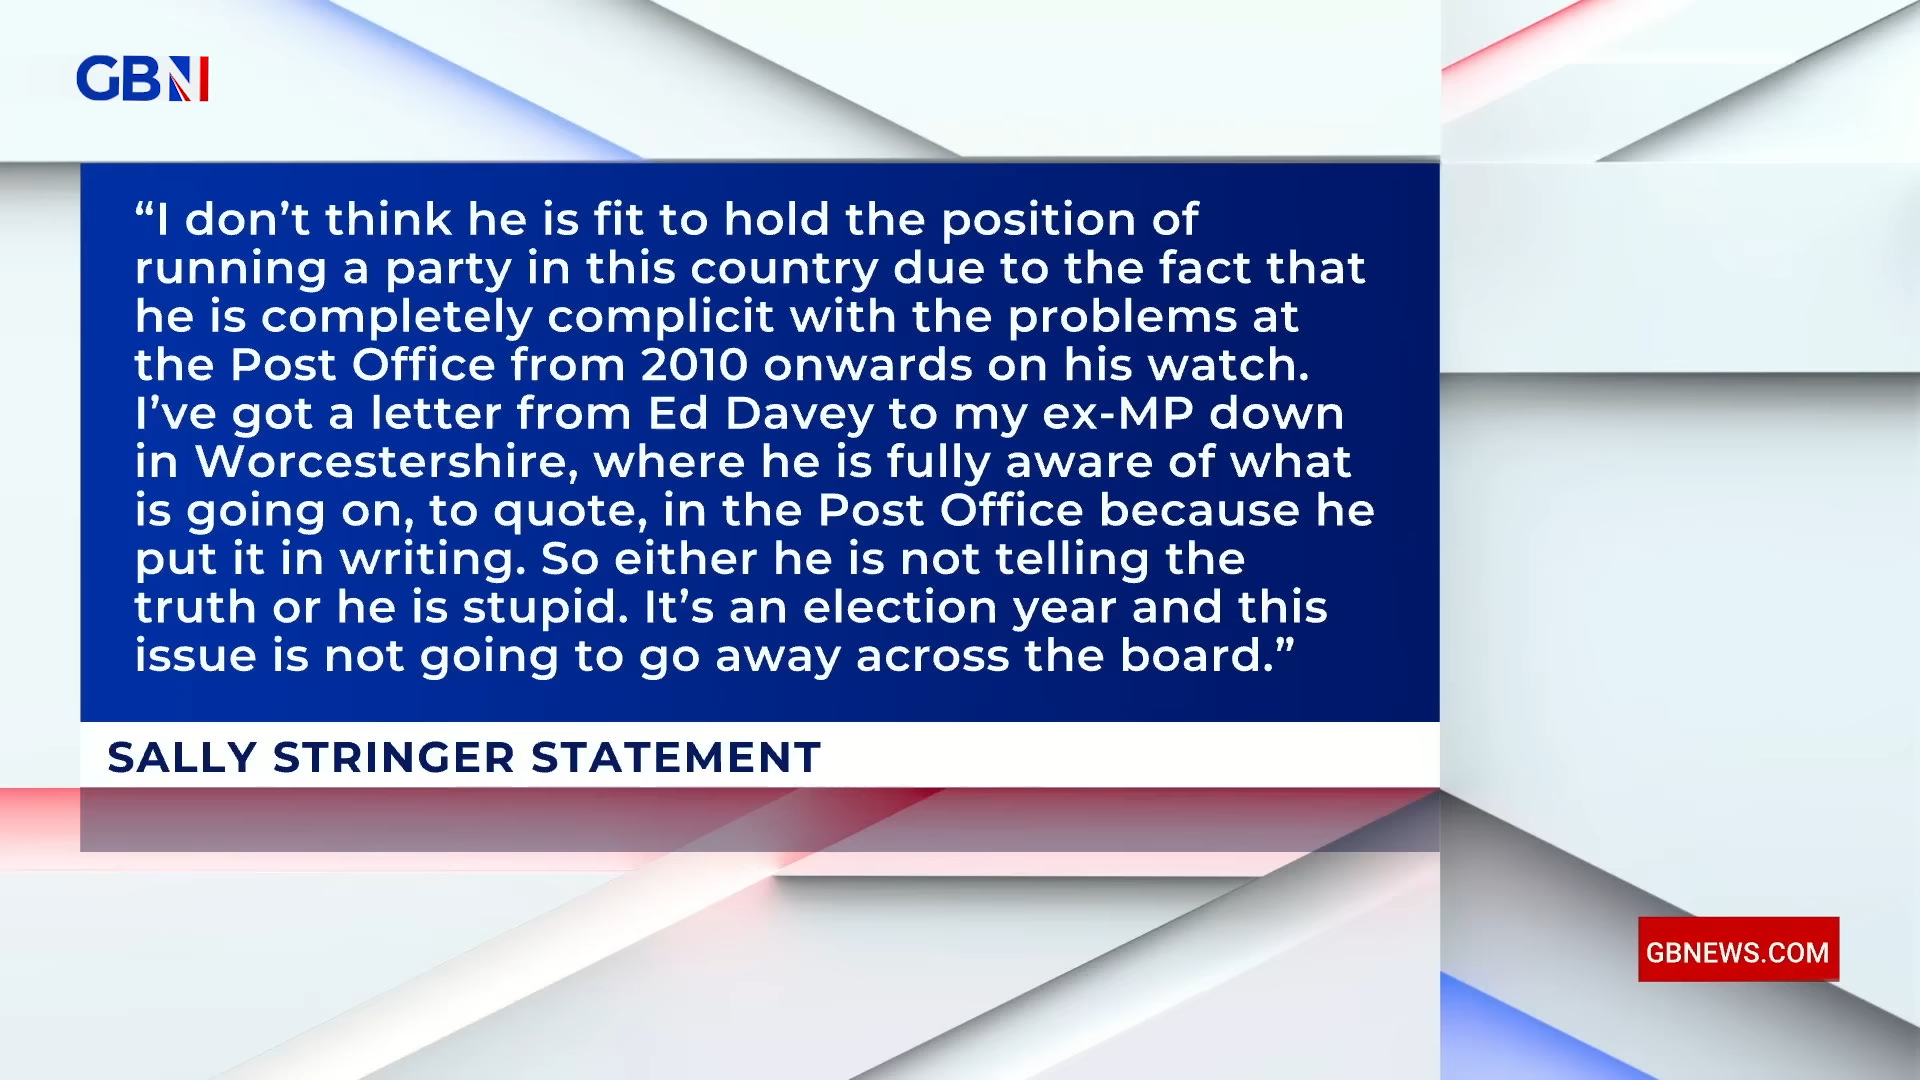 GBN
“I don’t think he is fit to hold the position of
running a party in this country due to the fact that
he is completely complicit with the problems at
the Post Office from 2010 onwards on his watch.
I’ve got a letter from Ed Davey to my ex-MP down
in Worcestershire, where he is fully aware of what
is going on, to quote, in the Post Office because he
put it in writing. So either he is not telling the
truth or he is stupid. It’s an election year and this
issue is not going to go away across the board.”
SALLY STRINGER STATEMENT
GBNEWS.COM